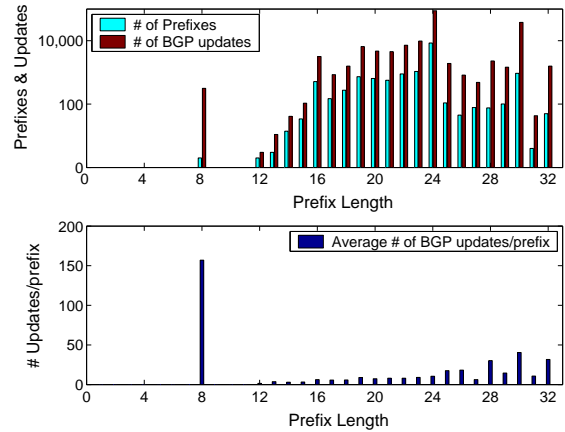 # of Prefixes
# of BGP updates
Prefixes & Updates
10,000
100
0
0 4 8 12 16 20 24 28 32
Prefix Length
Average # of BGP updates/prefix
# Updates/prefix
200
150
100
50
0
0 4 8 12 16 20 24 28 32
Prefix Length